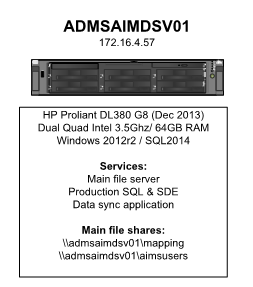 ADMSAIMDSV01
172.16.4.57
HP Proliant DL380 G8 (Dec 2013)
Dual Quad Intel 3.5Ghz/ 64GB RAM
Windows 2012r2 / SQL2014
Services:
Main file server
Production SQL & SDE
Data sync application
Main file shares:
\\admsaimdsv01\mapping
\\admsaimdsv01\aimsusers